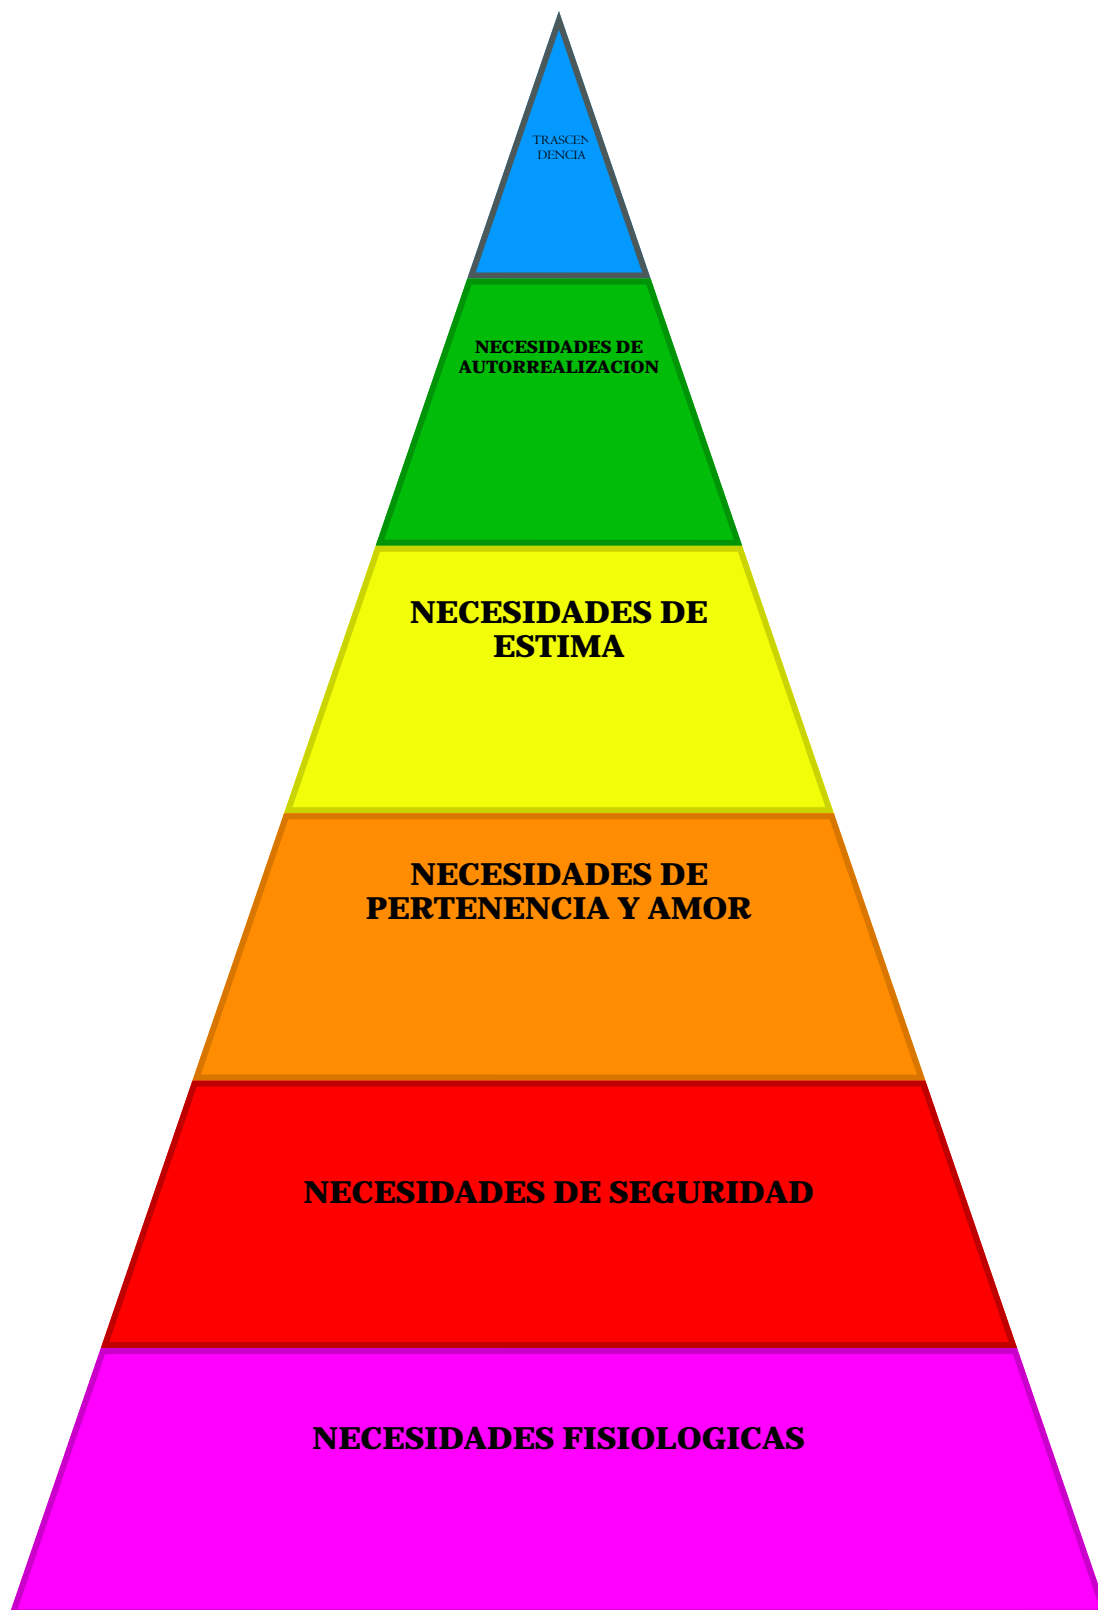 TRASCEN
DENCIA
NECESIDADES DE
AUTORREALIZACION
NECESIDADES DE
ESTIMA
NECESIDADES DE
PERTENENCIA Y AMOR
NECESIDADES DE SEGURIDAD
NECESIDADES FISIOLOGICAS